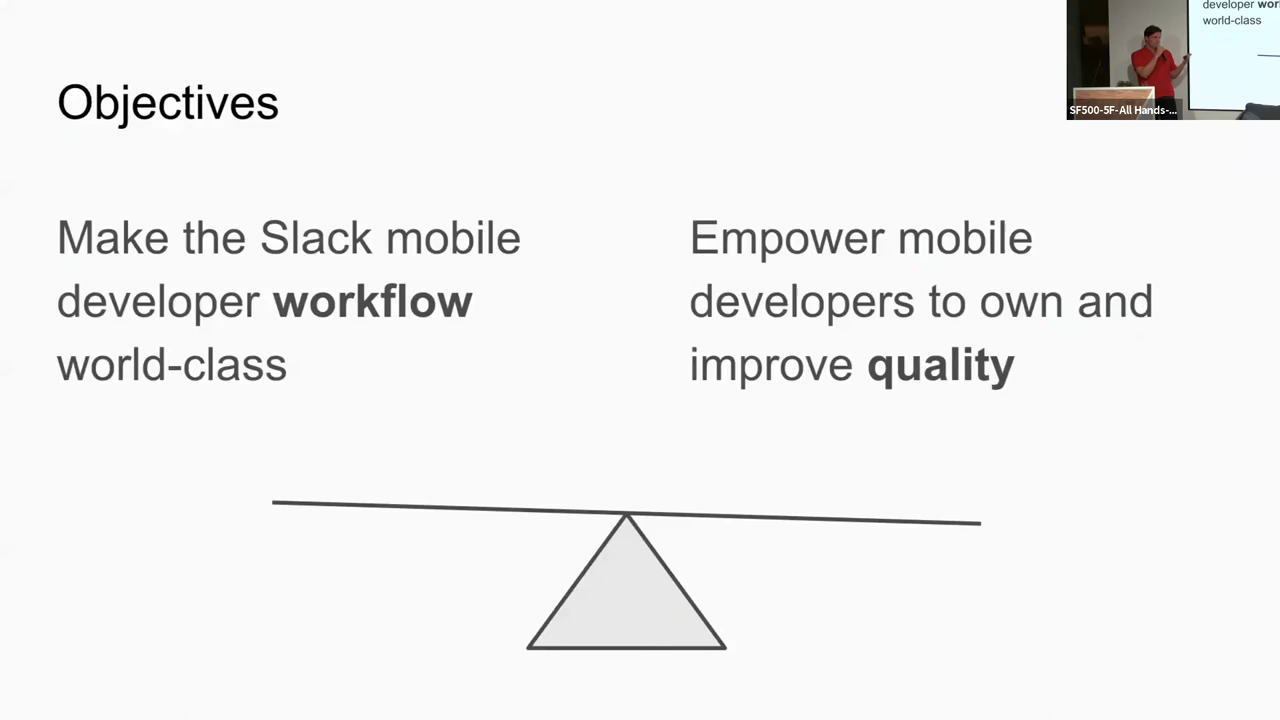 Objectives
Make the Slack mobile
developer workflow
world-class
Empower mobile
developers to own and
improve quality
developer wor
world-class
SF500-5F-All Hands-...